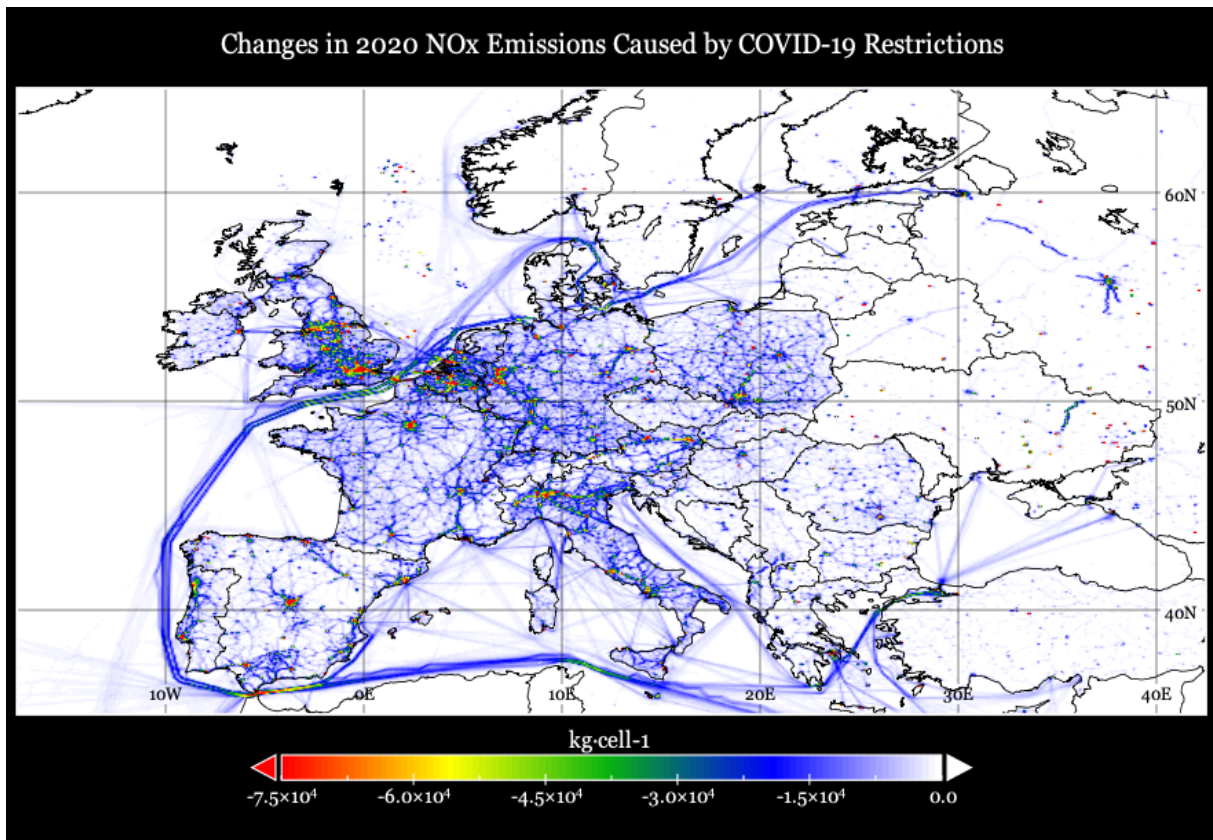 Changes in 2020 NOx Emissions Caused by COVID-19 Restrictions
60N
50N
40N
10W 0E 10E 20E 30E 40E
kg·cell-1
-7.5×10⁴ -6.0×10⁴ -4.5×10⁴ -3.0×10⁴ -1.5×10⁴ 0.0